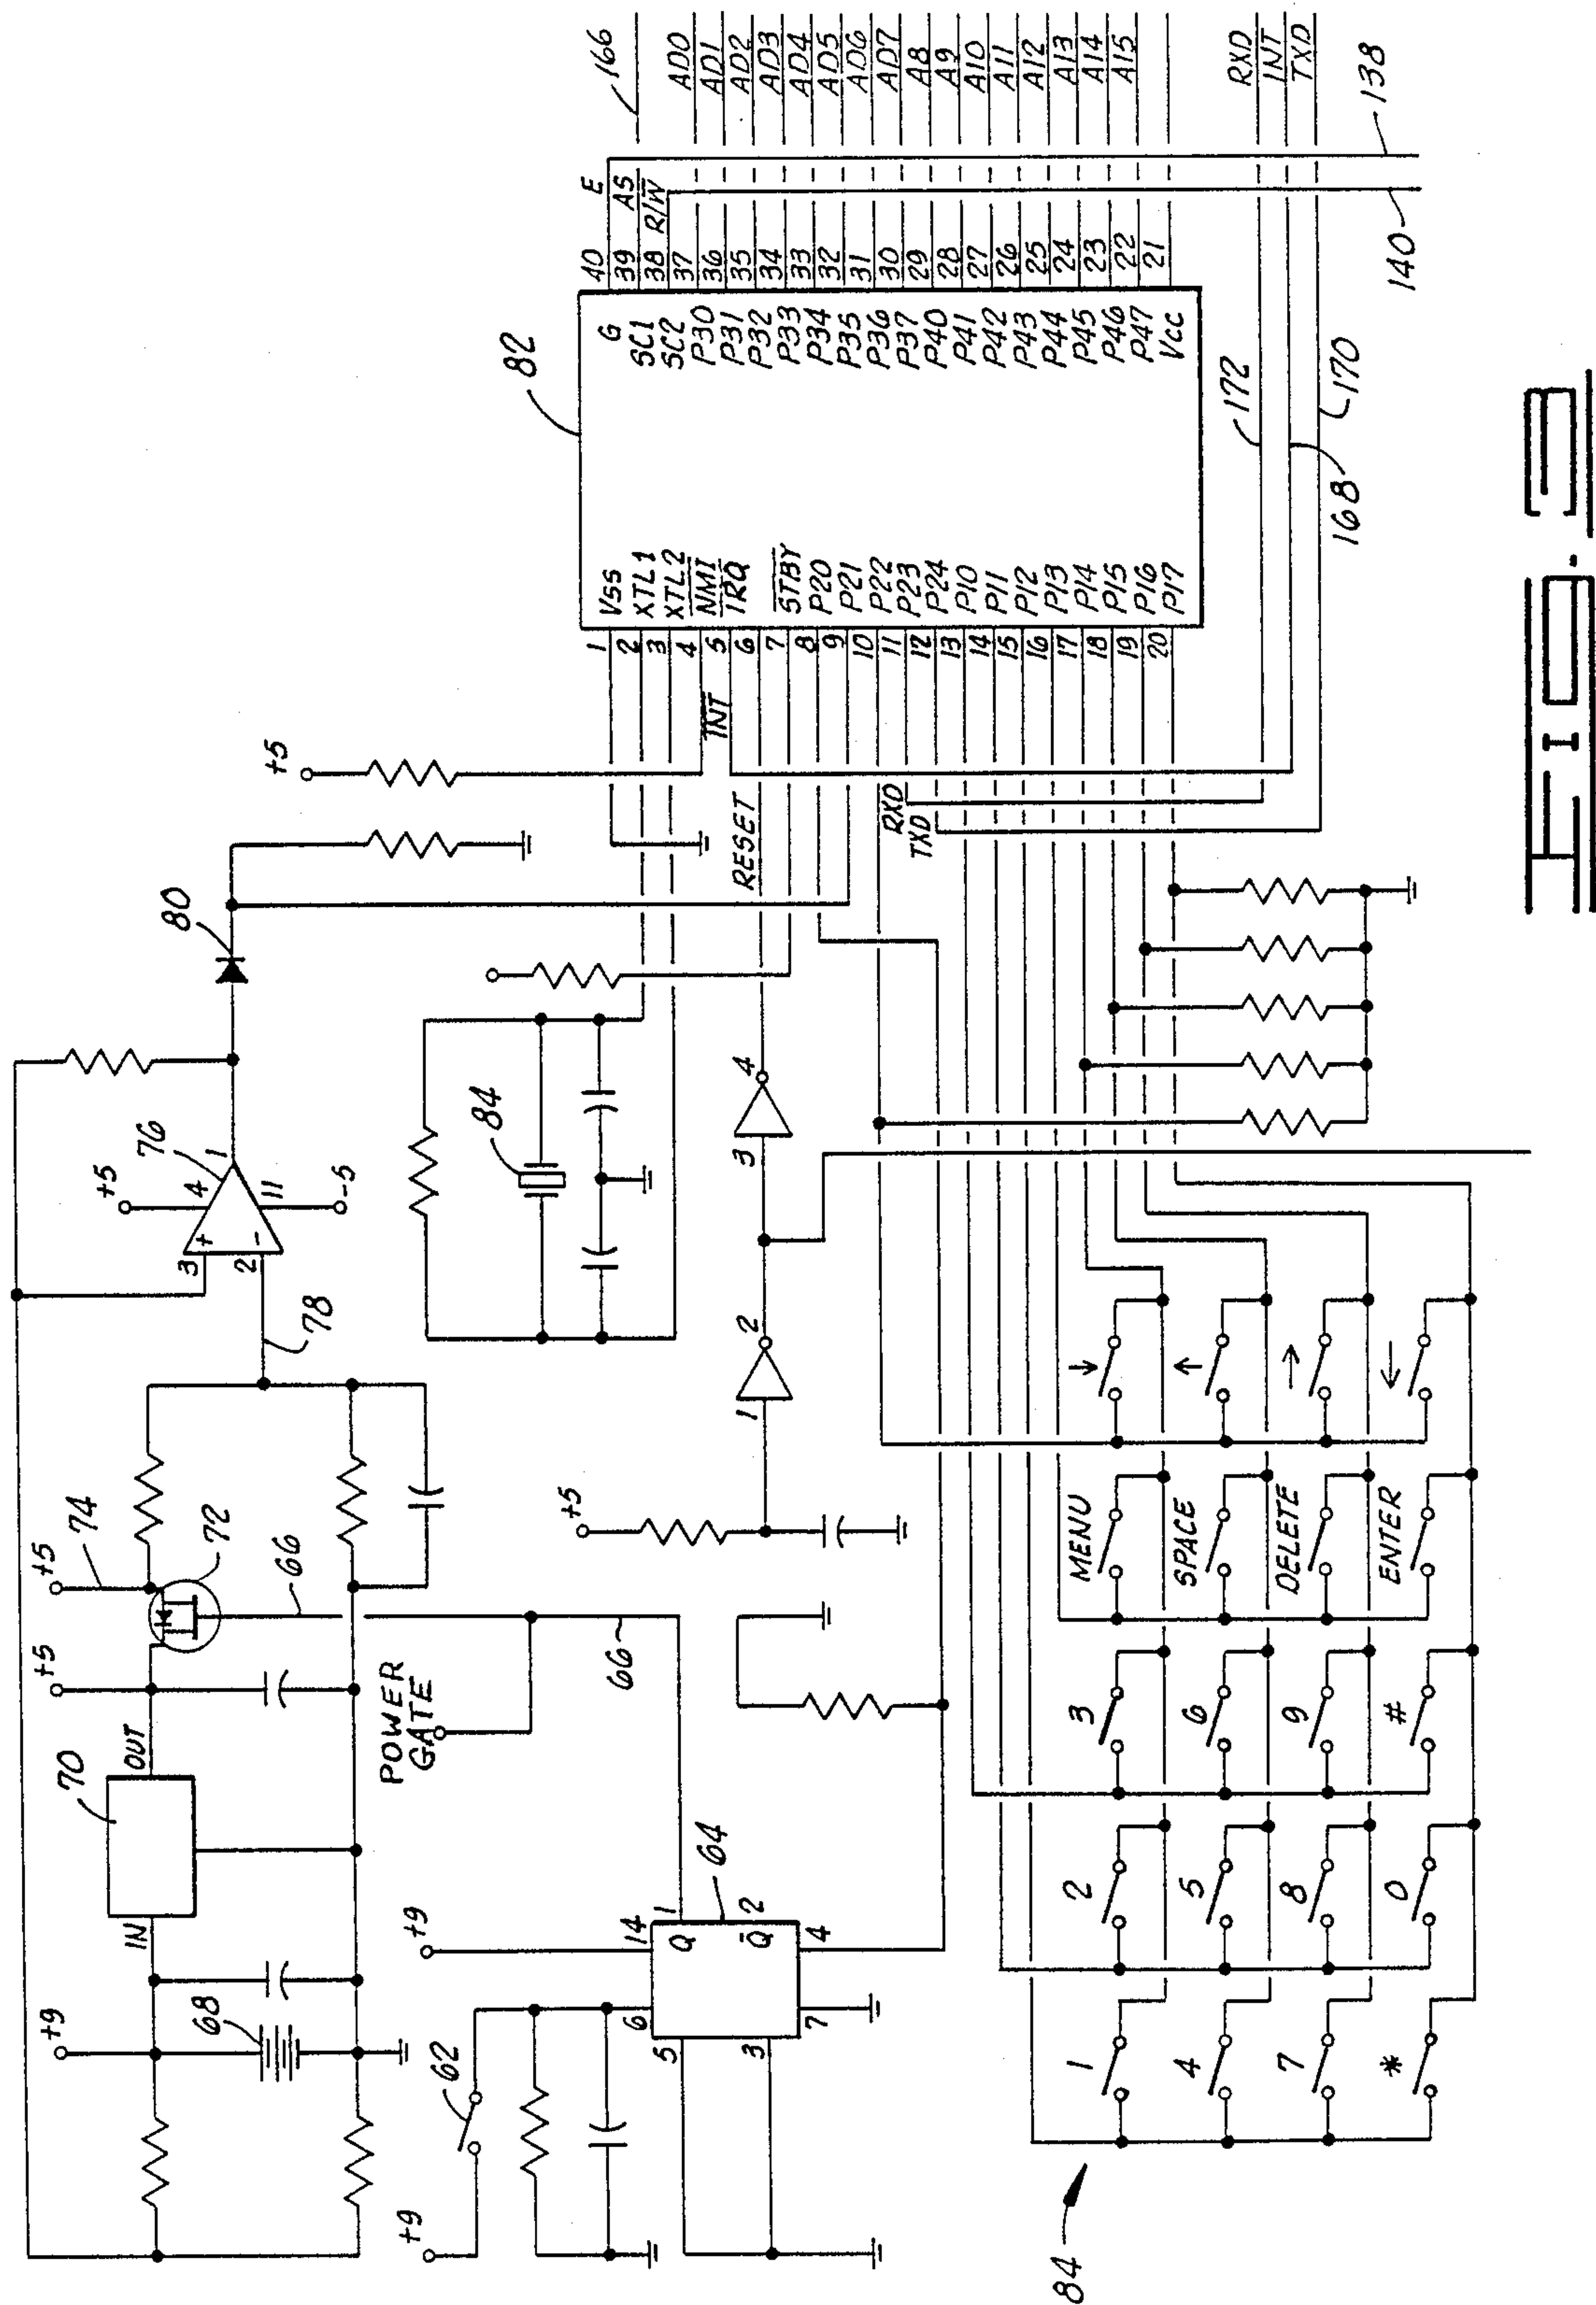 +9
68
IN
70
OUT
+5
+5
74
72
66
78
+5
3
+
4
76
1
2
-
11
-5
80
+5
+9
62
+9
6
14
5
Q
1
64
3
Q̅
2
7
4
POWER
GATE
66
84
+5
1
2
3
4
RESET
INT
RXD
TXD
82
1 Vss
2 XTL1
3 XTL2
4 NMI
5 IRQ
6
7 STBY
8 P20
9 P21
10 P22
11 P23
12 P24
13 P10
14 P11
15 P12
16 P13
17 P14
18 P15
19 P16
20 P17
G 40 E
SC1 39 AS
SC2 38 R/W̅
P30 37 AD0
P31 36 AD1
P32 35 AD2
P33 34 AD3
P34 33 AD4
P35 32 AD5
P36 31 AD6
P37 30 AD7
P40 29 A8
P41 28 A9
P42 27 A10
P43 26 A11
P44 25 A12
P45 24 A13
P46 23 A14
P47 22 A15
Vcc 21
166
RXD
INT
TXD
172
168
170
138
140
84
1 2 3 MENU ↓
4 5 6 SPACE ↑
7 8 9 DELETE →
* 0 # ENTER ←
FIG. 3